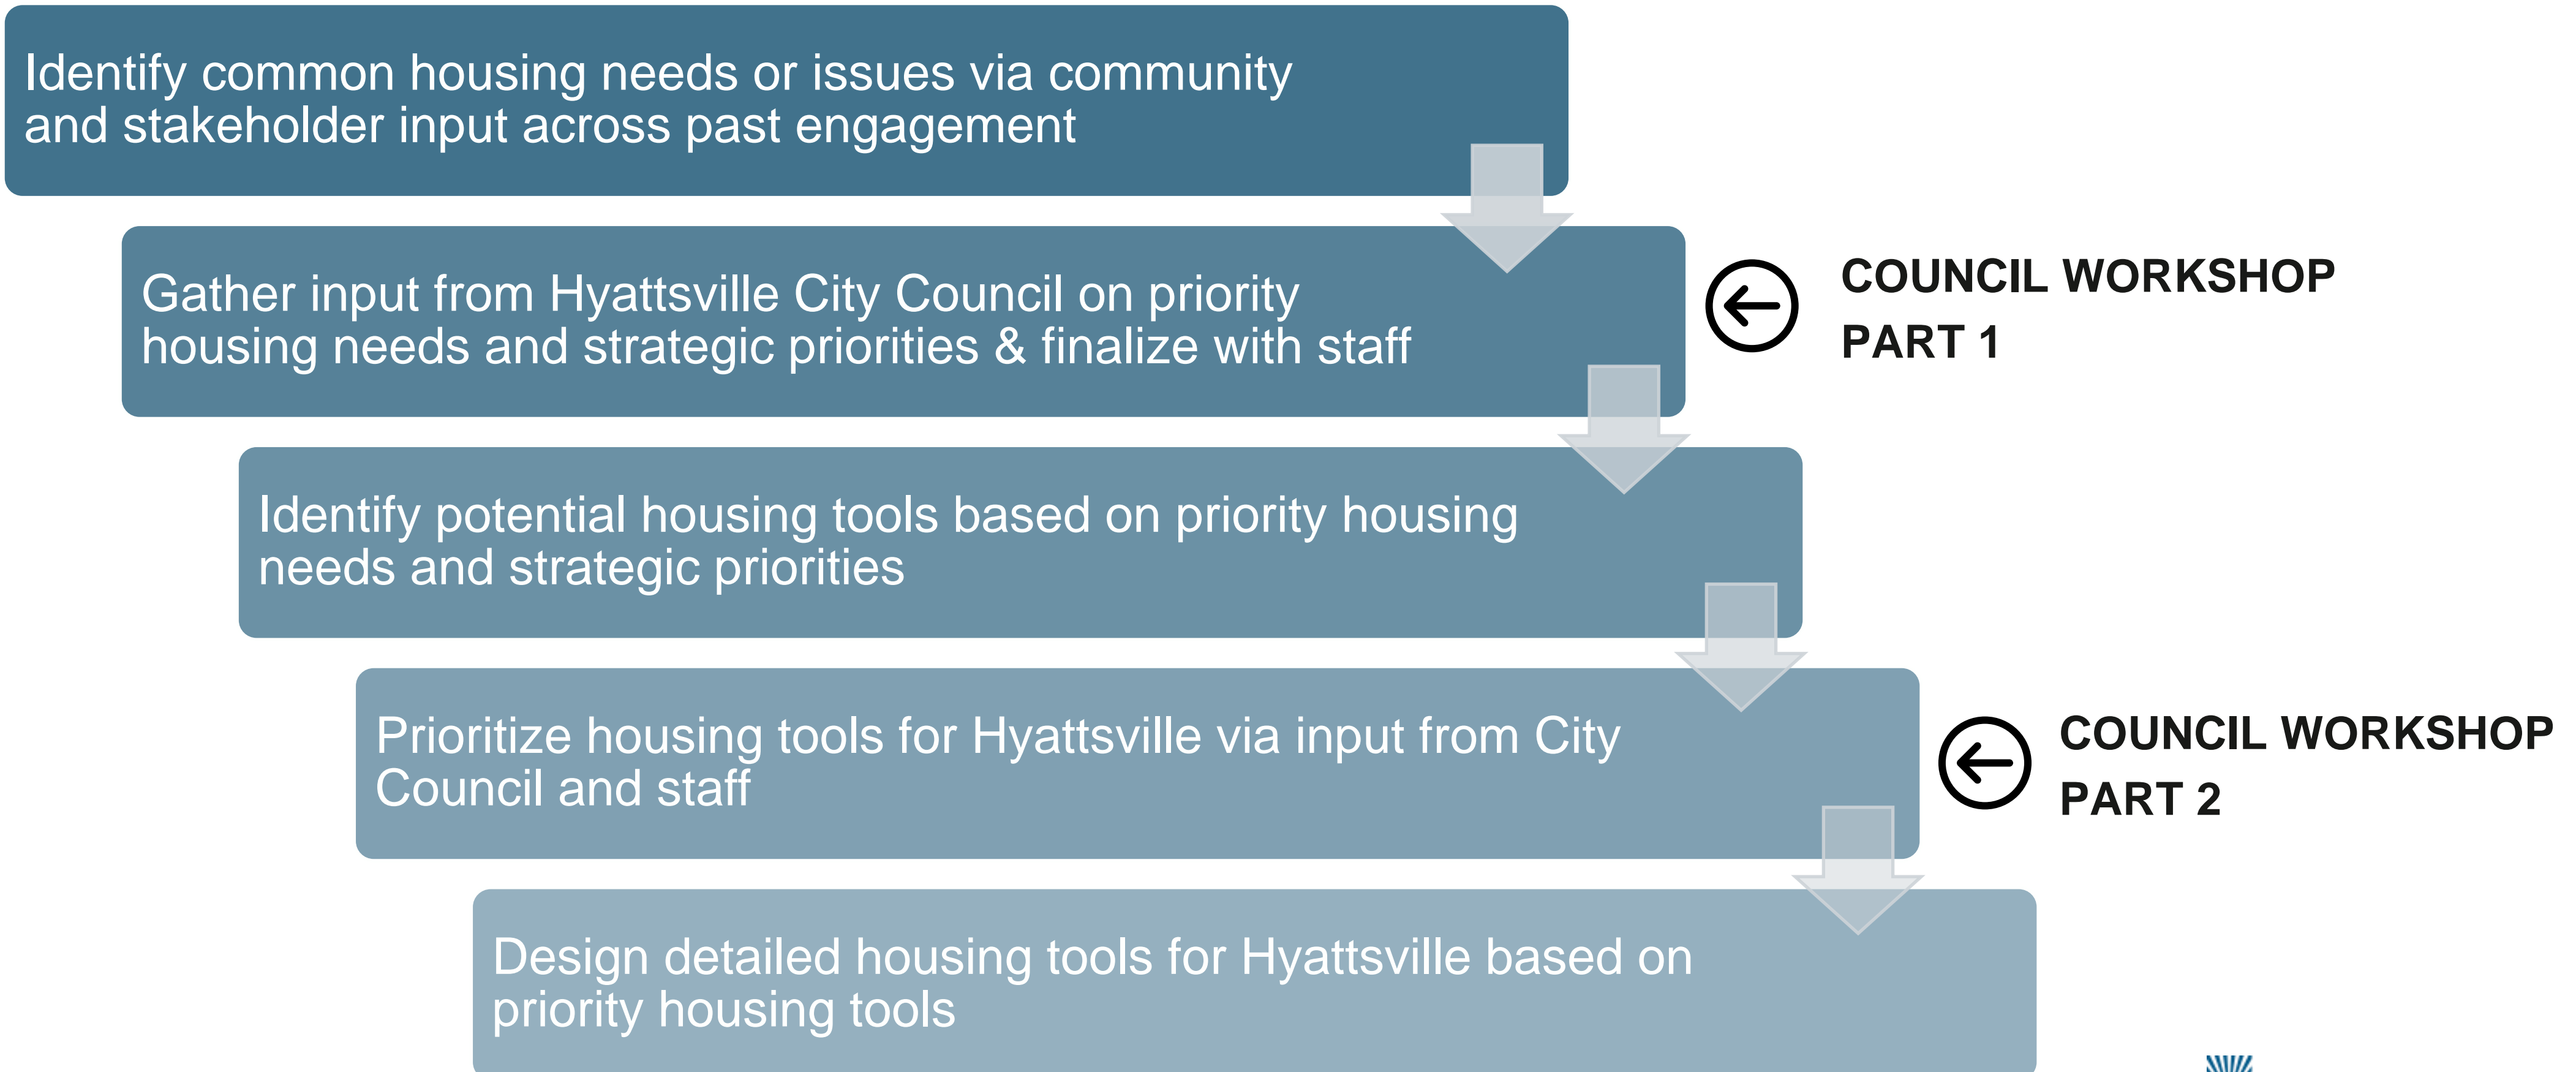 Identify common housing needs or issues via community
and stakeholder input across past engagement
Gather input from Hyattsville City Council on priority
housing needs and strategic priorities & finalize with staff
COUNCIL WORKSHOP
PART 1
Identify potential housing tools based on priority housing
needs and strategic priorities
Prioritize housing tools for Hyattsville via input from City
Council and staff
COUNCIL WORKSHOP
PART 2
Design detailed housing tools for Hyattsville based on
priority housing tools